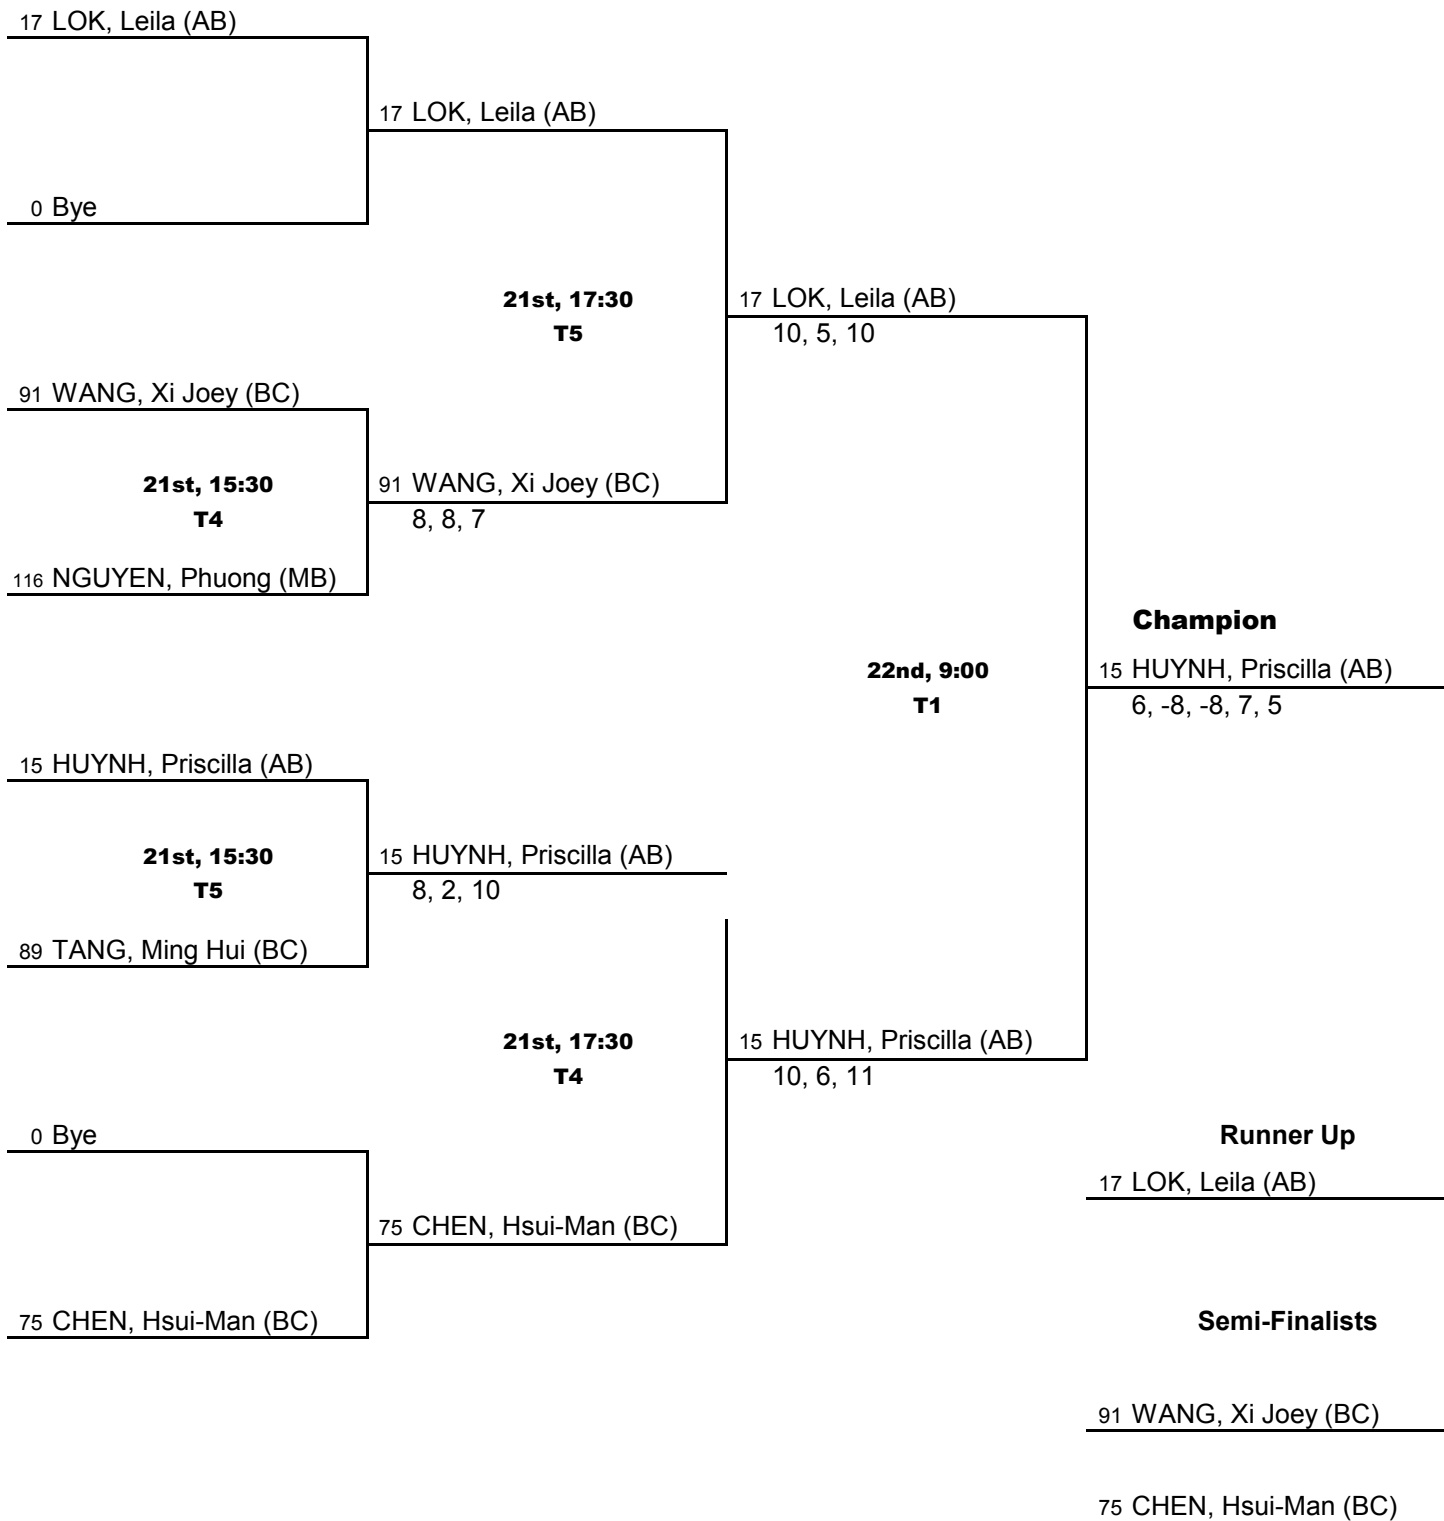 17 LOK, Leila (AB)
17 LOK, Leila (AB)
0 Bye
21st, 17:30
T5
17 LOK, Leila (AB)
10, 5, 10
91 WANG, Xi Joey (BC)
21st, 15:30
T4
91 WANG, Xi Joey (BC)
8, 8, 7
116 NGUYEN, Phuong (MB)
Champion
22nd, 9:00
T1
15 HUYNH, Priscilla (AB)
6, -8, -8, 7, 5
15 HUYNH, Priscilla (AB)
21st, 15:30
T5
15 HUYNH, Priscilla (AB)
8, 2, 10
89 TANG, Ming Hui (BC)
21st, 17:30
T4
15 HUYNH, Priscilla (AB)
10, 6, 11
0 Bye
Runner Up
17 LOK, Leila (AB)
75 CHEN, Hsui-Man (BC)
75 CHEN, Hsui-Man (BC)
Semi-Finalists
91 WANG, Xi Joey (BC)
75 CHEN, Hsui-Man (BC)